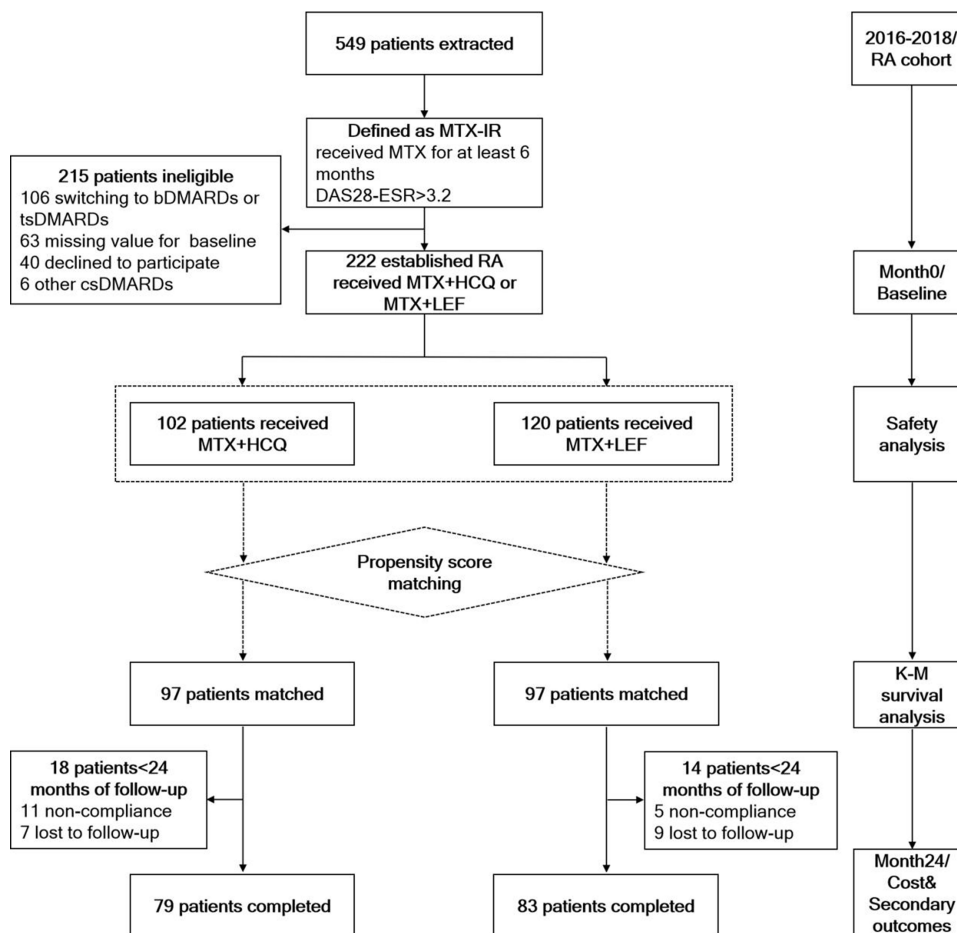 549 patients extracted
2016-2018/
RA cohort
Defined as MTX-IR
received MTX for at least 6
months
DAS28-ESR>3.2
215 patients ineligible
106 switching to bDMARDs or
tsDMARDs
63 missing value for baseline
40 declined to participate
6 other csDMARDs
222 established RA
received MTX+HCQ or
MTX+LEF
Month0/
Baseline
102 patients received
MTX+HCQ
120 patients received
MTX+LEF
Safety
analysis
Propensity score
matching
97 patients matched
97 patients matched
K-M
survival
analysis
18 patients<24
months of follow-up
11 non-compliance
7 lost to follow-up
14 patients<24
months of follow-up
5 non-compliance
9 lost to follow-up
79 patients completed
83 patients completed
Month24/
Cost&
Secondary
outcomes